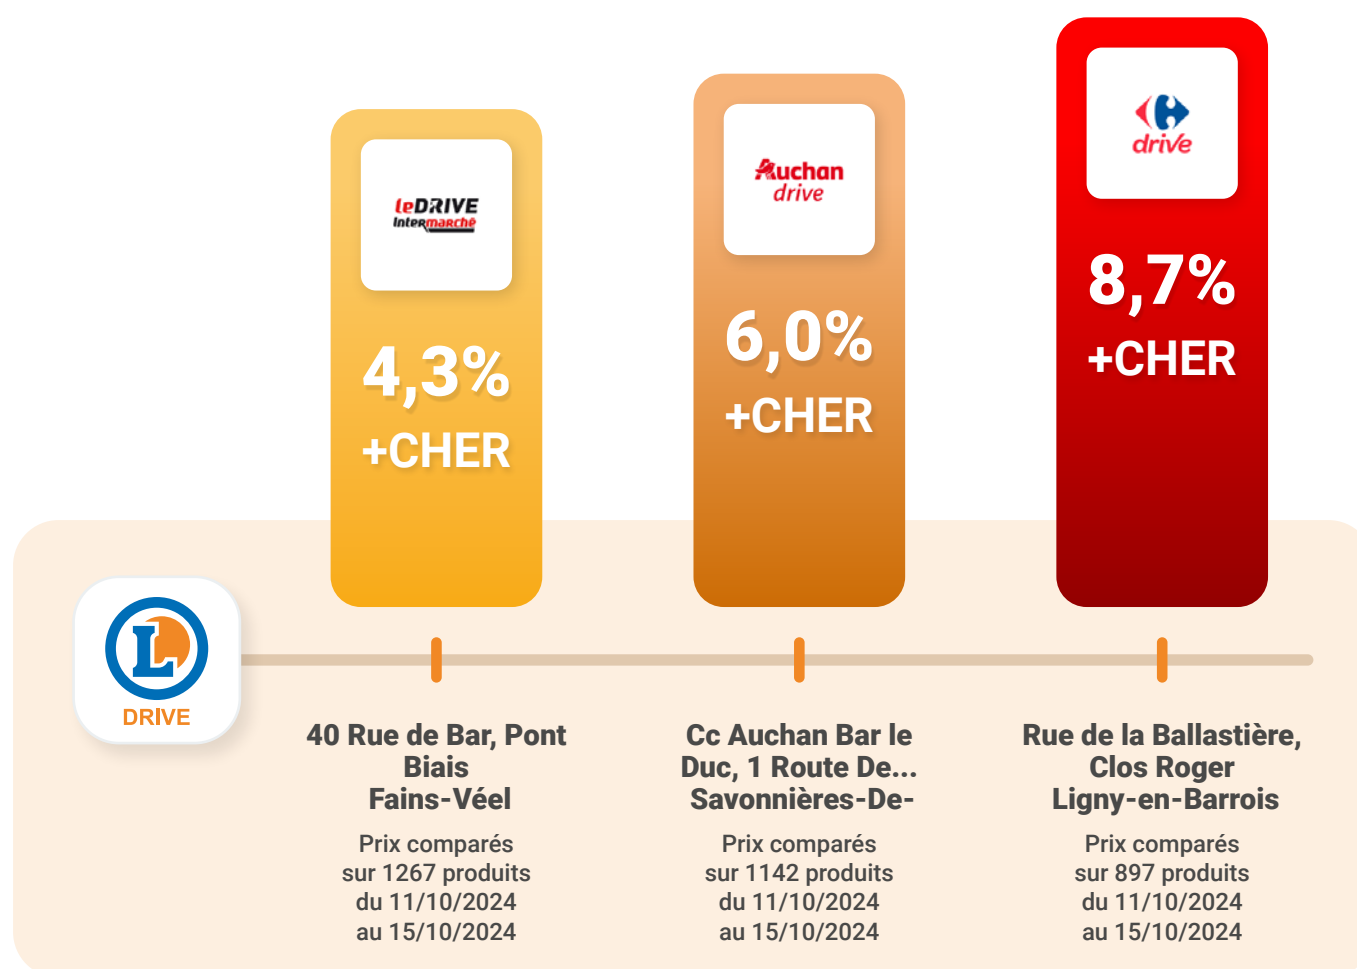 leDRIVE
Intermarché
4,3%
+CHER
Auchan
drive
6,0%
+CHER
drive
8,7%
+CHER
L
DRIVE
40 Rue de Bar, Pont
Biais
Fains-Véel
Prix comparés
sur 1267 produits
du 11/10/2024
au 15/10/2024
Cc Auchan Bar le
Duc, 1 Route De...
Savonnières-De-
Prix comparés
sur 1142 produits
du 11/10/2024
au 15/10/2024
Rue de la Ballastière,
Clos Roger
Ligny-en-Barrois
Prix comparés
sur 897 produits
du 11/10/2024
au 15/10/2024